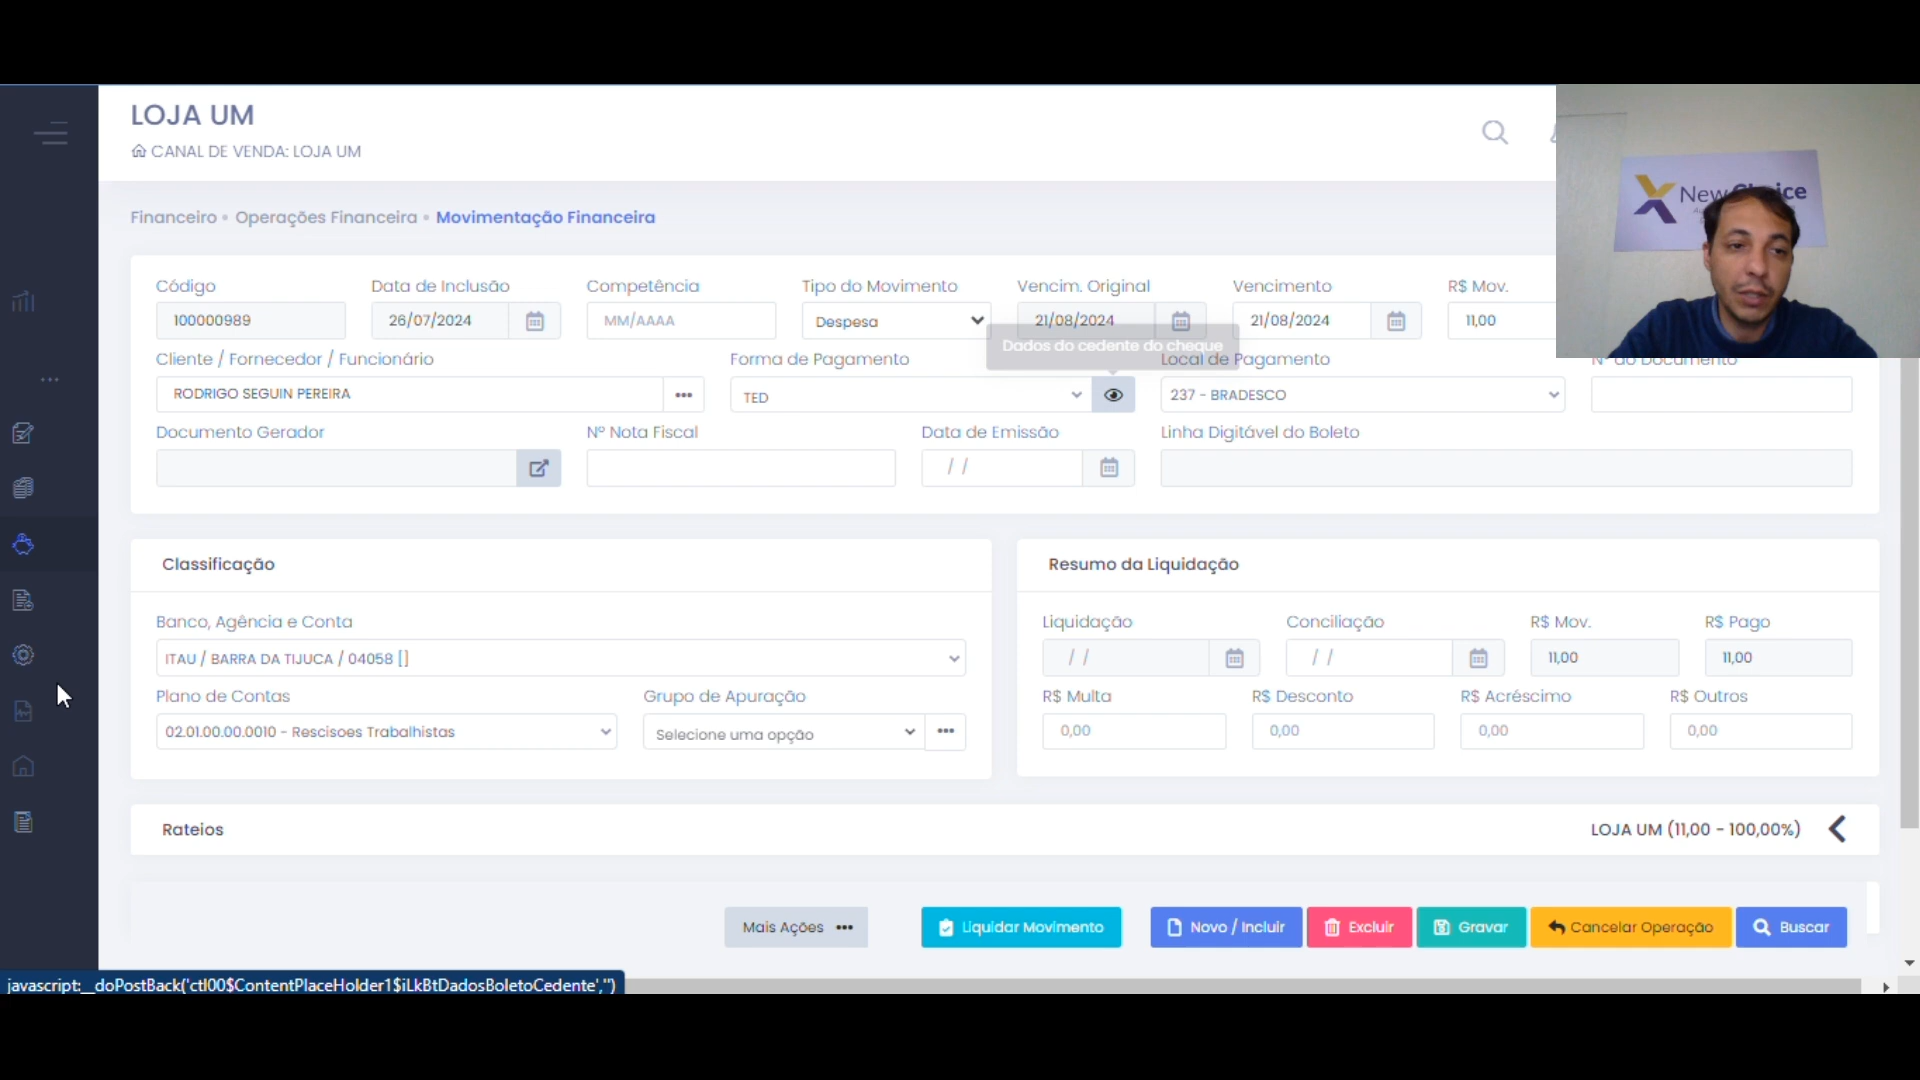 LOJA UM
CANAL DE VENDA: LOJA UM
Financeiro • Operações Financeira • Movimentação Financeira
Código
Data de Inclusão
Competência
Tipo do Movimento
Vencim. Original
Vencimento
R$ Mov.
100000989
26/07/2024
MM/AAAA
Despesa
21/08/2024
21/08/2024
11,00
Dados do cedente do cheque
Cliente / Fornecedor / Funcionário
Forma de Pagamento
Local de Pagamento
Nº do Documento
RODRIGO SEGUIN PEREIRA
•••
TED
237 - BRADESCO
Documento Gerador
Nº Nota Fiscal
Data de Emissão
Linha Digitável do Boleto
/ /
Classificação
Banco, Agência e Conta
ITAU / BARRA DA TIJUCA / 04058 []
Plano de Contas
Grupo de Apuração
02.01.00.00.0010 - Rescisoes Trabalhistas
Selecione uma opção
•••
Resumo da Liquidação
Liquidação
Conciliação
R$ Mov.
R$ Pago
/ /
/ /
11,00
11,00
R$ Multa
R$ Desconto
R$ Acréscimo
R$ Outros
0,00
0,00
0,00
0,00
Rateios
LOJA UM (11,00 - 100,00%)
Mais Ações •••
Liquidar Movimento
Novo / Incluir
Excluir
Gravar
Cancelar Operação
Buscar
javascript:__doPostBack('ctl00$ContentPlaceHolder1$iLkBtDadosBoletoCedente','')